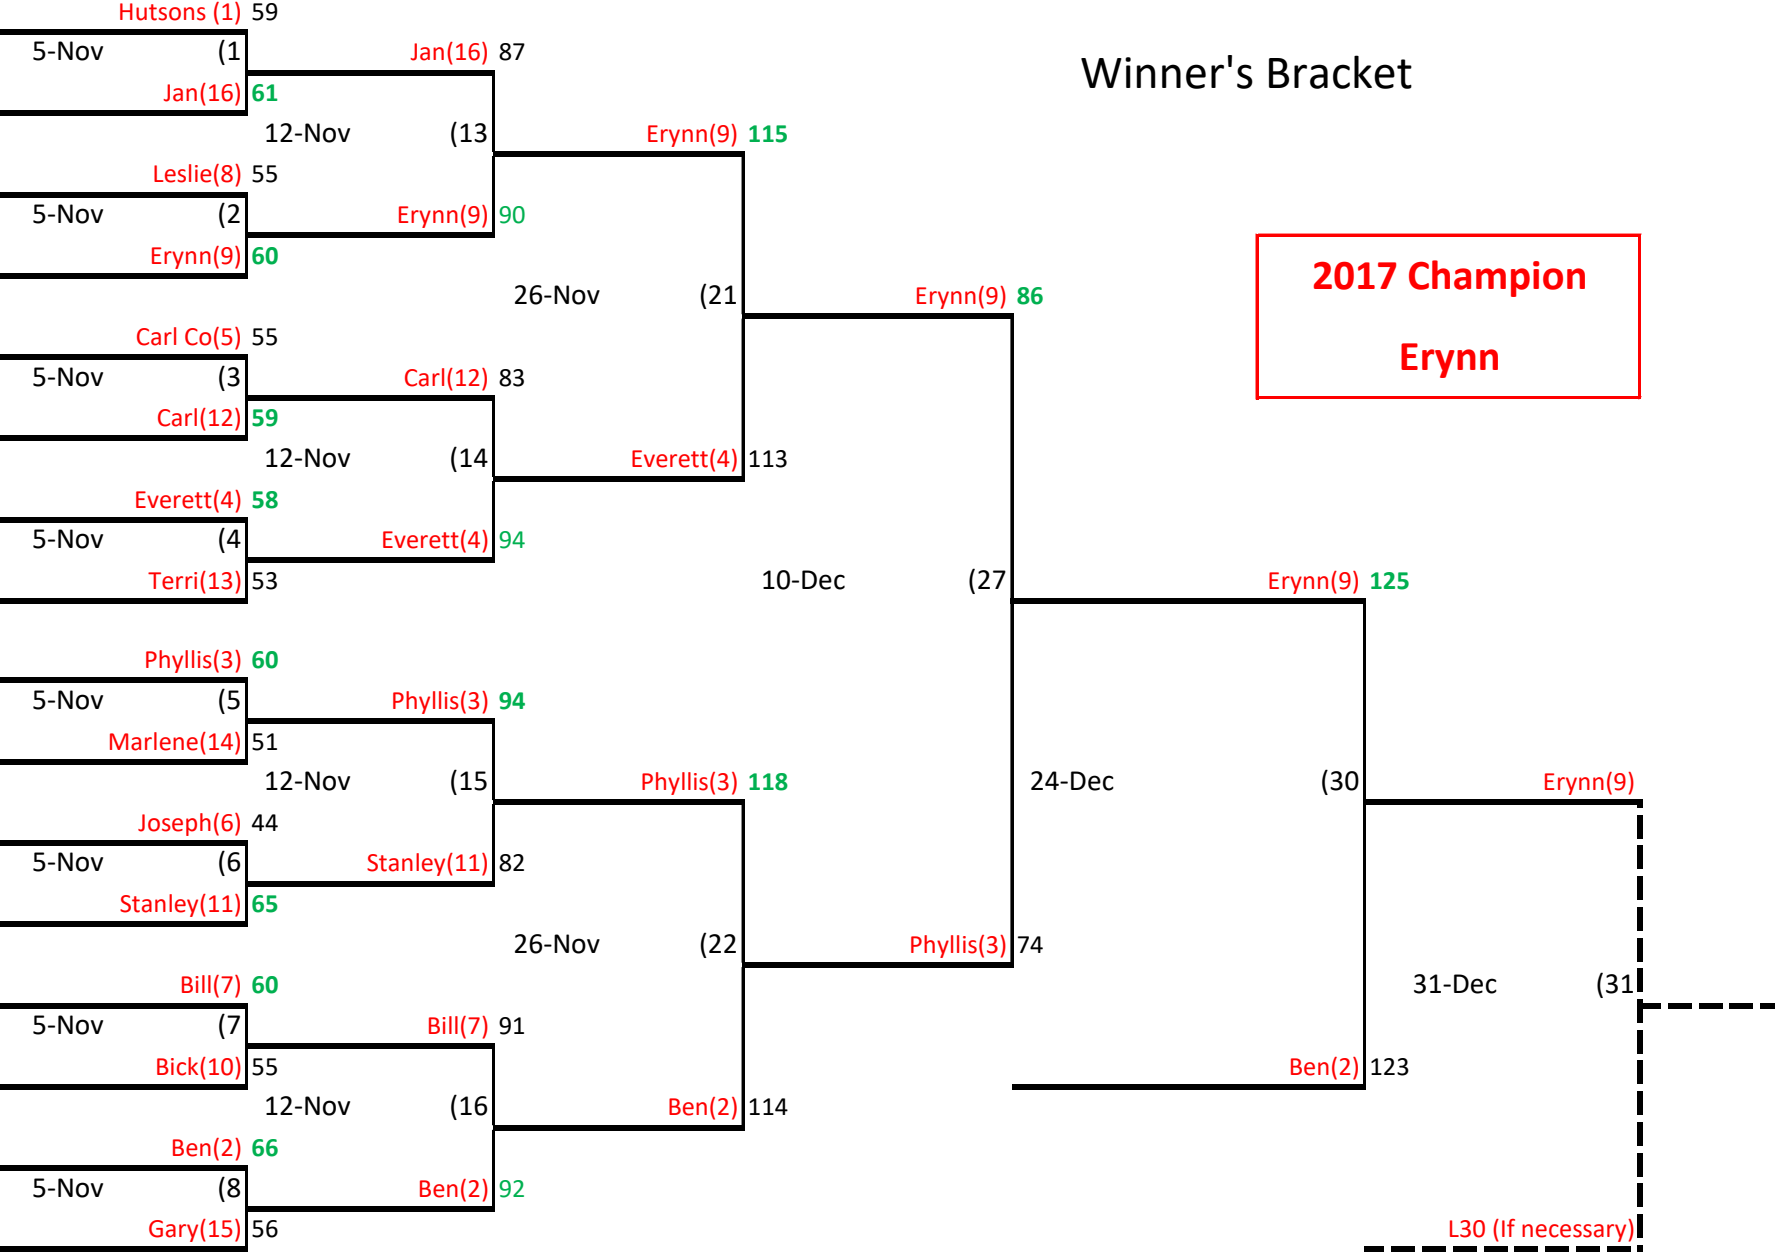 Hutsons (1) 59
5-Nov (1 Jan(16) 87
Winner's Bracket
Jan(16) 61
12-Nov (13 Erynn(9) 115
Leslie(8) 55
5-Nov (2 Erynn(9) 90
Erynn(9) 60
2017 Champion
26-Nov (21 Erynn(9) 86
Carl Co(5) 55
Erynn
5-Nov (3 Carl(12) 83
Carl(12) 59
12-Nov (14 Everett(4) 113
Everett(4) 58
5-Nov (4 Everett(4) 94
Terri(13) 53
10-Dec (27 Erynn(9) 125
Phyllis(3) 60
5-Nov (5 Phyllis(3) 94
Marlene(14) 51
12-Nov (15 Phyllis(3) 118
24-Dec (30 Erynn(9)
Joseph(6) 44
5-Nov (6 Stanley(11) 82
Stanley(11) 65
26-Nov (22 Phyllis(3) 74
Bill(7) 60
31-Dec (31
5-Nov (7 Bill(7) 91
Bick(10) 55
Ben(2) 123
12-Nov (16 Ben(2) 114
Ben(2) 66
5-Nov (8 Ben(2) 92
Gary(15) 56
L30 (If necessary)